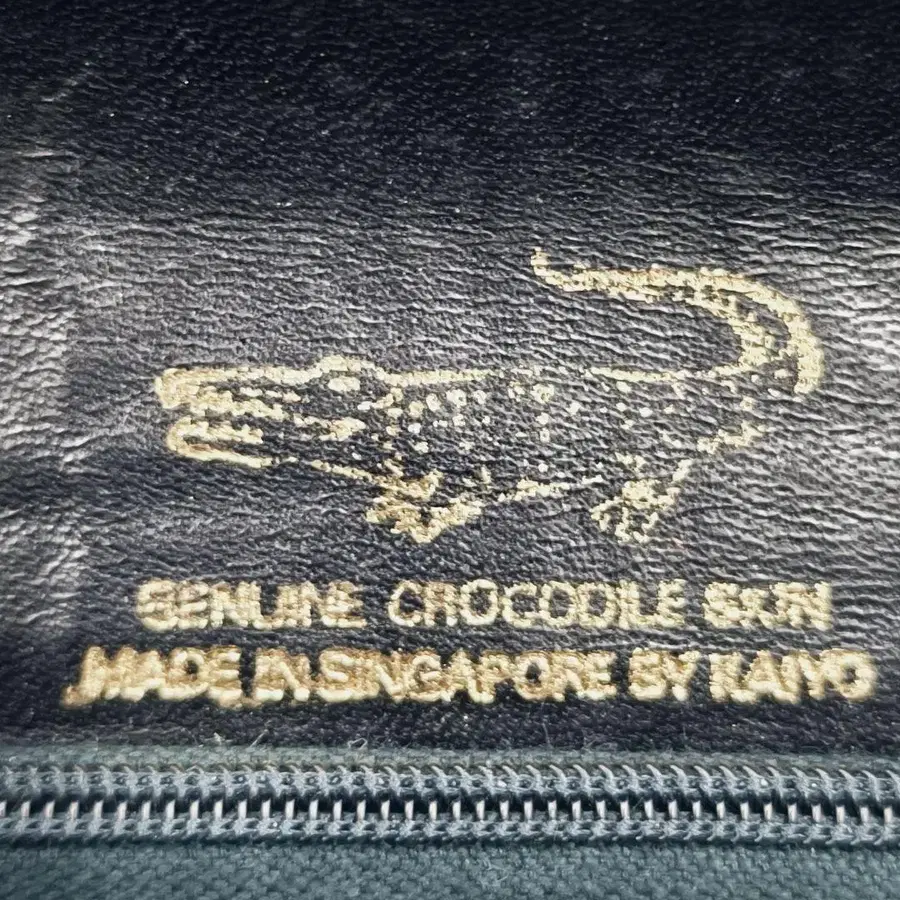 GENUINE CROCODILE SKIN
MADE IN SINGAPORE BY KAIYO